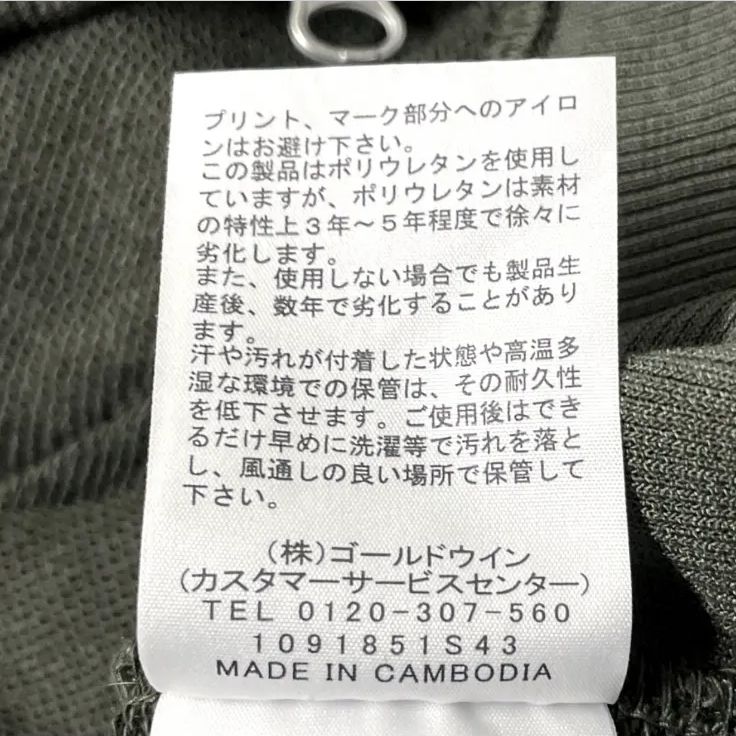 プリント、マーク部分へのアイロ
ンはお避け下さい。
この製品はポリウレタンを使用し
ていますが、ポリウレタンは素材
の特性上３年～５年程度で徐々に
劣化します。
また、使用しない場合でも製品生
産後、数年で劣化することがあり
ます。
汗や汚れが付着した状態や高温多
湿な環境での保管は、その耐久性
を低下させます。ご使用後はでき
るだけ早めに洗濯等で汚れを落と
し、風通しの良い場所で保管して
下さい。
（株）ゴールドウイン
（カスタマーサービスセンター）
TEL 0120-307-560
1091851S43
MADE IN CAMBODIA